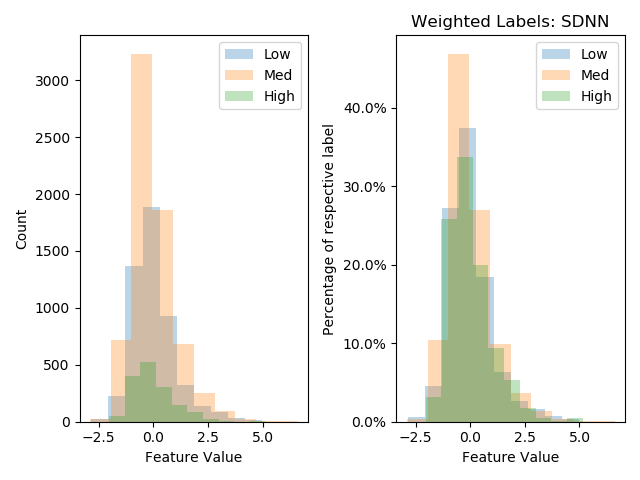 Low
Med
High
3000
2500
2000
1500
1000
500
0
Count
−2.5 0.0 2.5 5.0
Feature Value
Weighted Labels: SDNN
Low
Med
High
40.0%
30.0%
20.0%
10.0%
0.0%
Percentage of respective label
−2.5 0.0 2.5 5.0
Feature Value